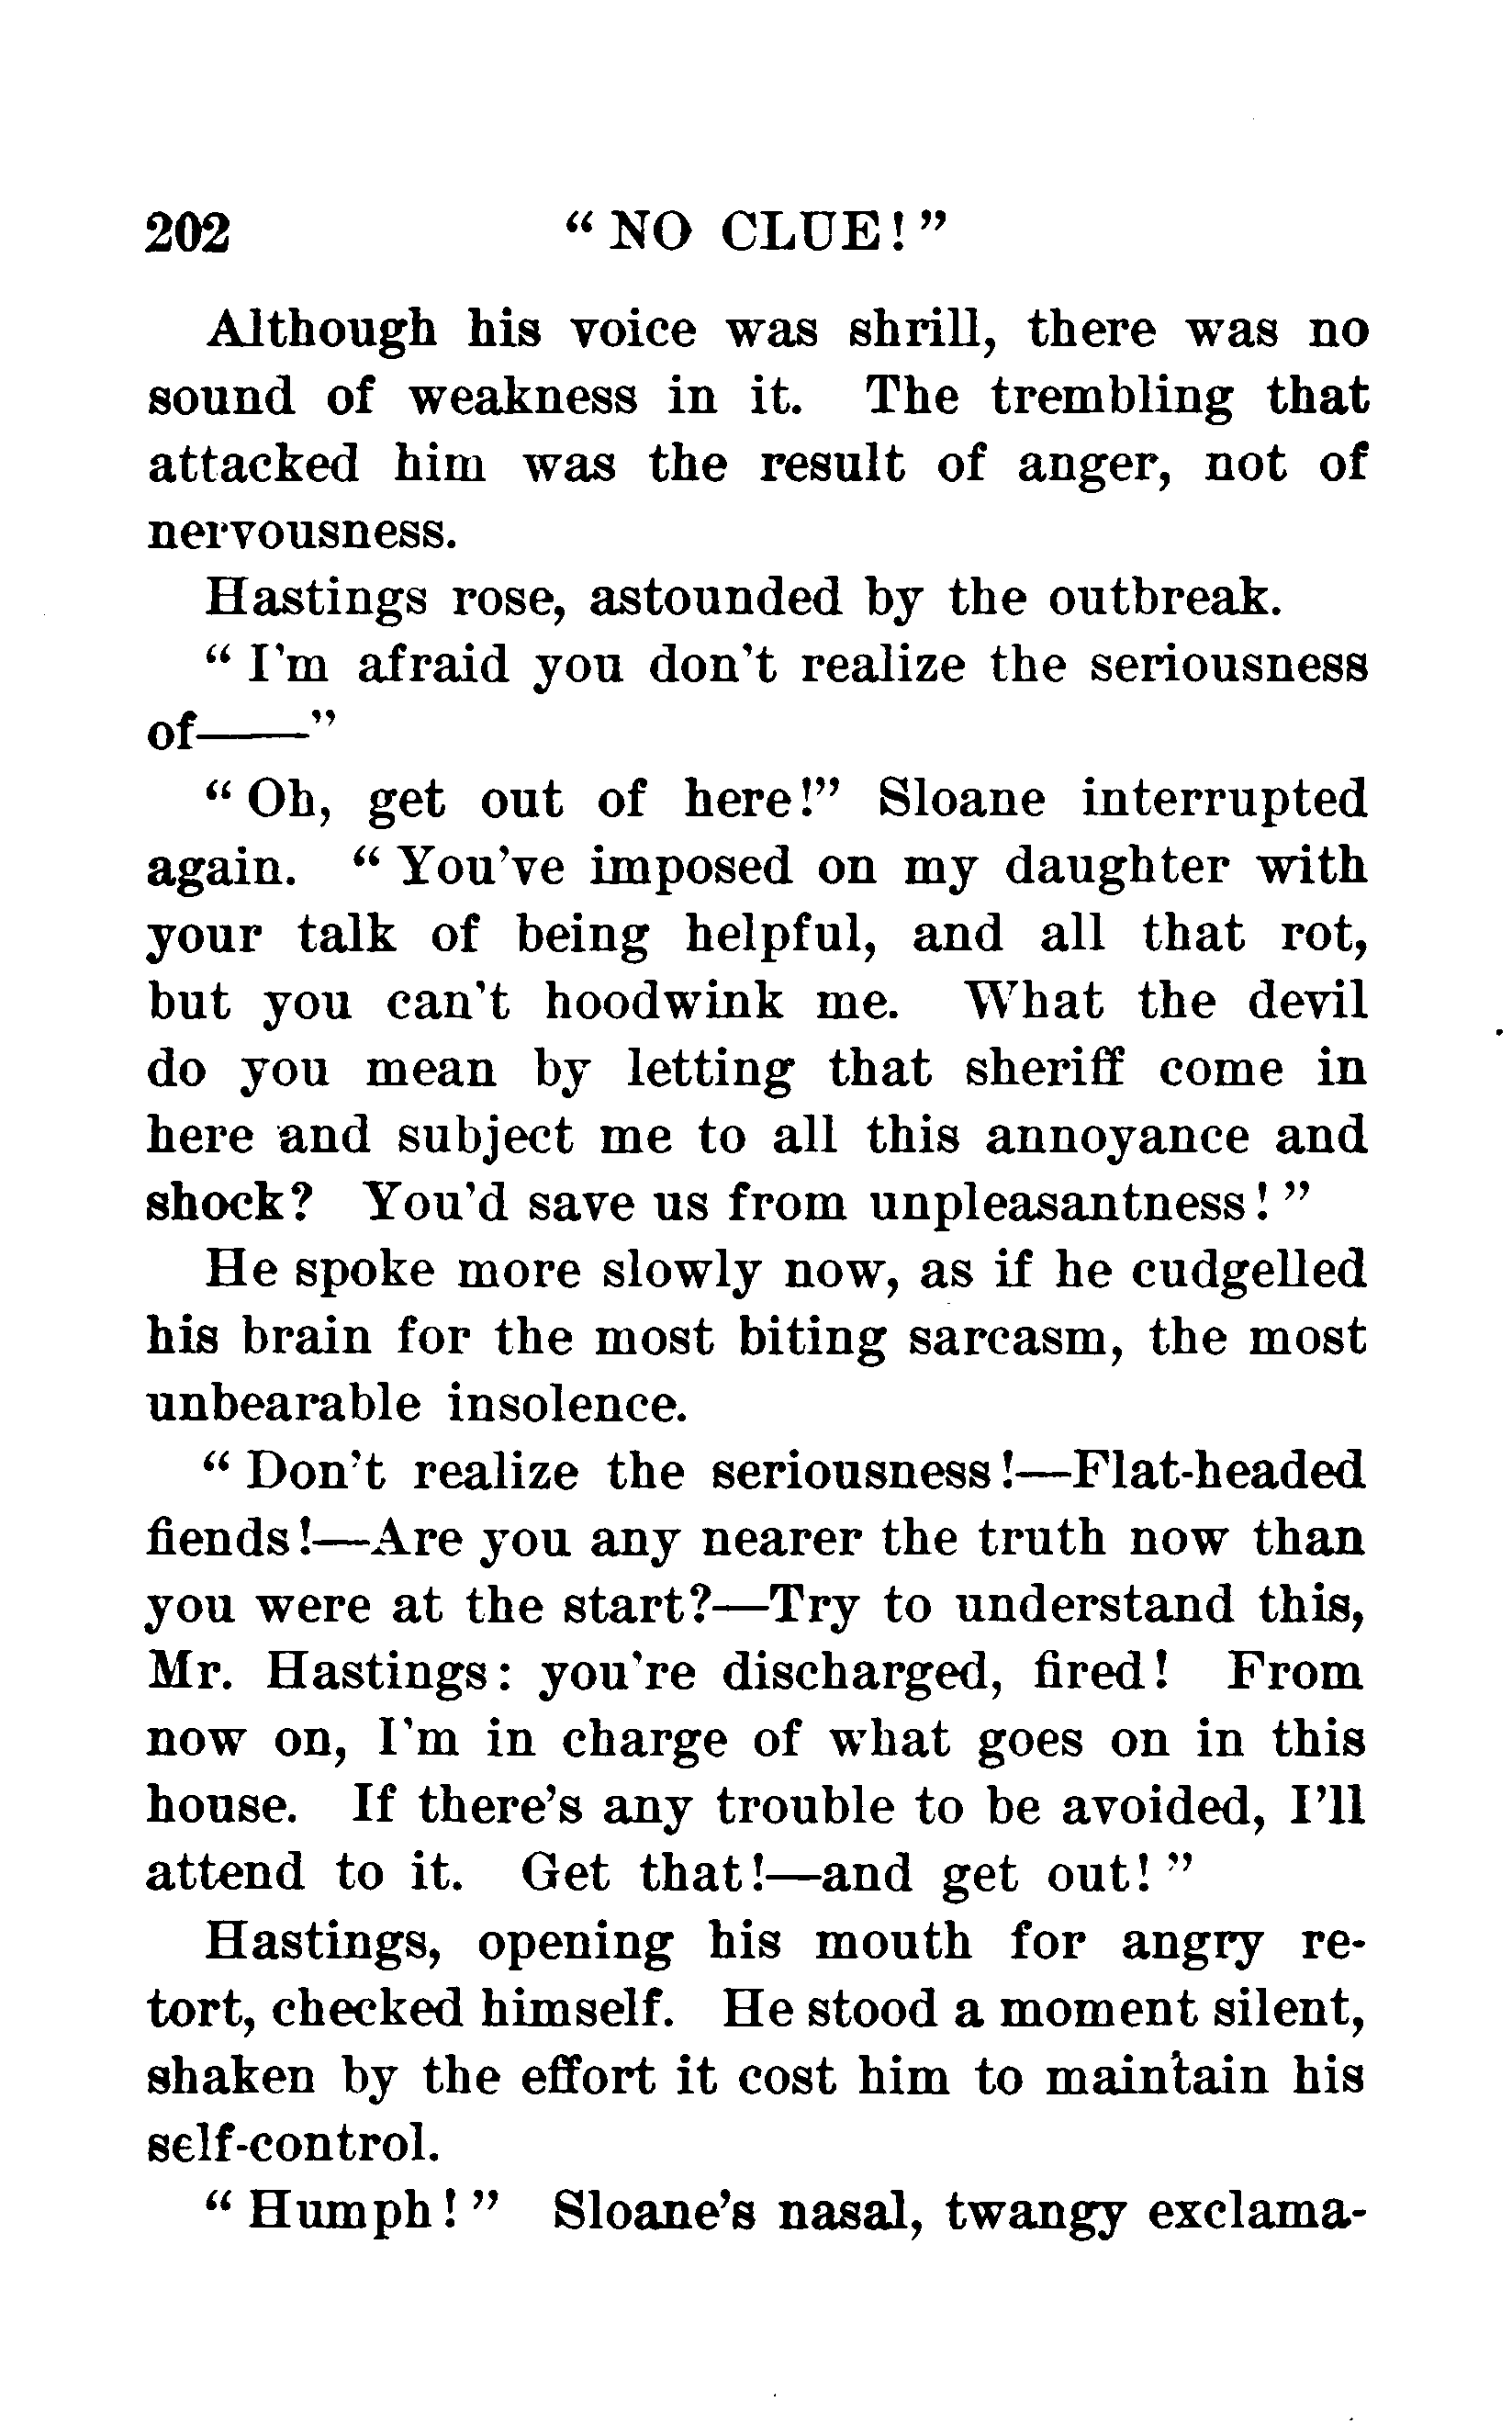 202 " NO CLUE! "
Although his voice was shrill, there was no
sound of weakness in it. The trembling that
attacked him was the result of anger, not of
nervousness.
Hastings rose, astounded by the outbreak.
" I'm afraid you don't realize the seriousness
of——"
" Oh, get out of here!" Sloane interrupted
again. " You've imposed on my daughter with
your talk of being helpful, and all that rot,
but you can't hoodwink me. What the devil
do you mean by letting that sheriff come in
here and subject me to all this annoyance and
shock? You'd save us from unpleasantness! "
He spoke more slowly now, as if he cudgelled
his brain for the most biting sarcasm, the most
unbearable insolence.
" Don't realize the seriousness!—Flat-headed
fiends!—Are you any nearer the truth now than
you were at the start?—Try to understand this,
Mr. Hastings: you're discharged, fired! From
now on, I'm in charge of what goes on in this
house. If there's any trouble to be avoided, I'll
attend to it. Get that!—and get out! "
Hastings, opening his mouth for angry re-
tort, checked himself. He stood a moment silent,
shaken by the effort it cost him to maintain his
self-control.
" Humph! " Sloane's nasal, twangy exclama-